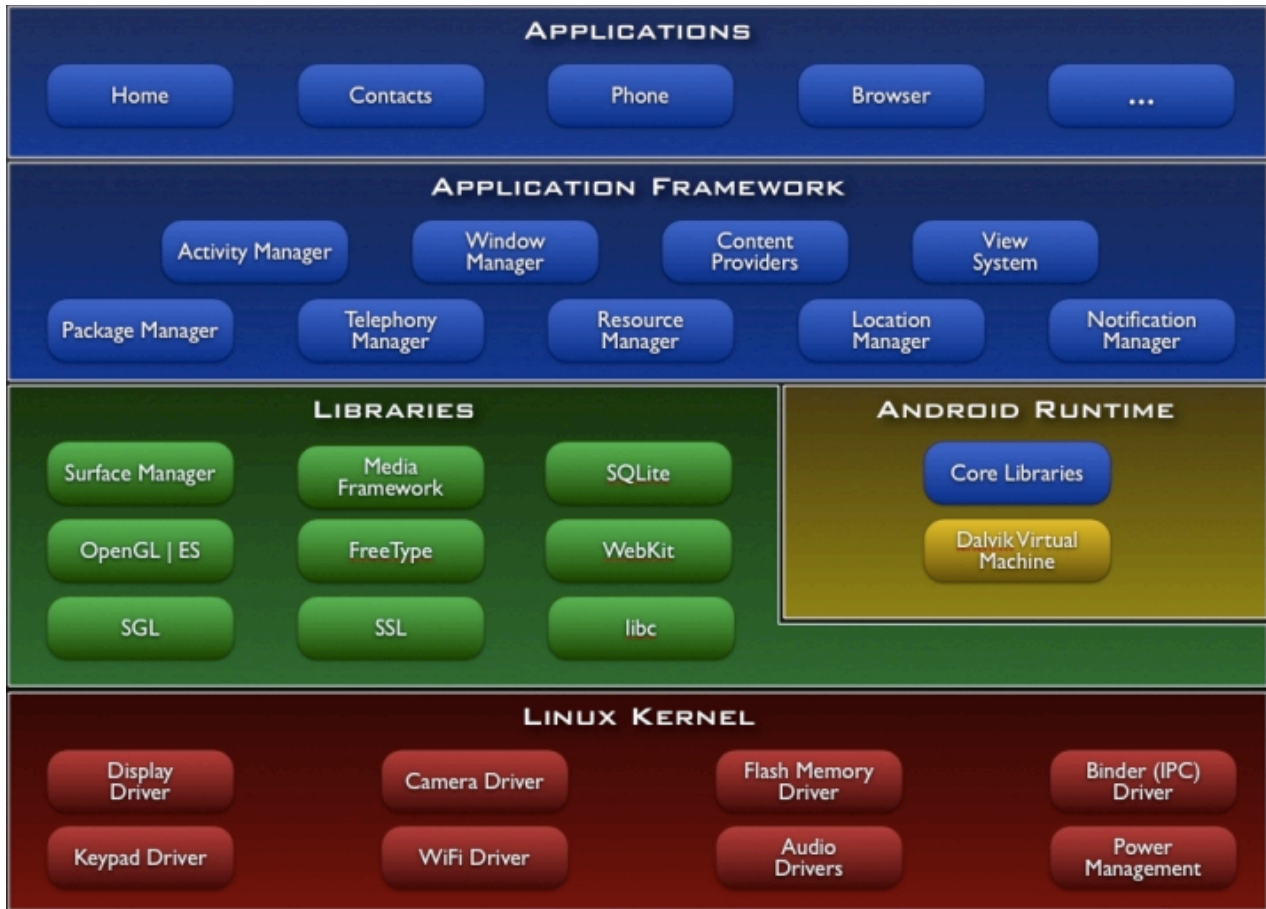 APPLICATIONS
Home
Contacts
Phone
Browser
...
APPLICATION FRAMEWORK
Activity Manager
Window
Manager
Content
Providers
View
System
Package Manager
Telephony
Manager
Resource
Manager
Location
Manager
Notification
Manager
LIBRARIES
Surface Manager
Media
Framework
SQLite
OpenGL | ES
FreeType
WebKit
SGL
SSL
libc
ANDROID RUNTIME
Core Libraries
Dalvik Virtual
Machine
LINUX KERNEL
Display
Driver
Camera Driver
Flash Memory
Driver
Binder (IPC)
Driver
Keypad Driver
WiFi Driver
Audio
Drivers
Power
Management